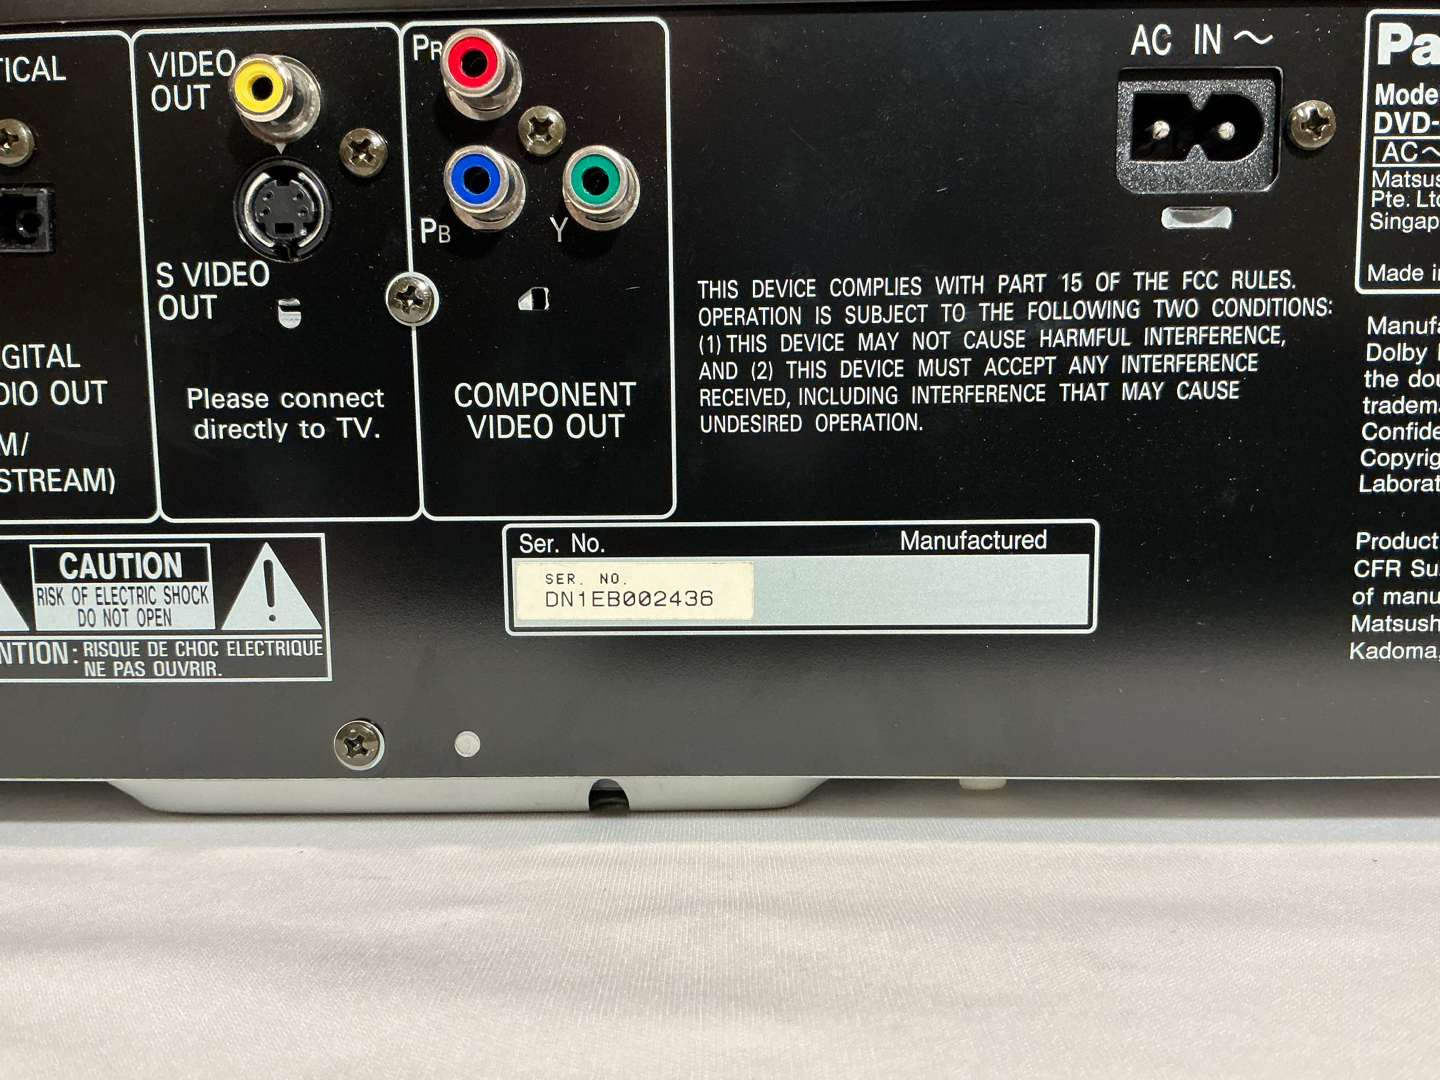 TICAL
GITAL
DIO OUT
M/
STREAM)
VIDEO
OUT
S VIDEO
OUT
Please connect
directly to TV.
PR
PB
Y
COMPONENT
VIDEO OUT
AC IN ~
THIS DEVICE COMPLIES WITH PART 15 OF THE FCC RULES.
OPERATION IS SUBJECT TO THE FOLLOWING TWO CONDITIONS:
(1) THIS DEVICE MAY NOT CAUSE HARMFUL INTERFERENCE,
AND (2) THIS DEVICE MUST ACCEPT ANY INTERFERENCE
RECEIVED, INCLUDING INTERFERENCE THAT MAY CAUSE
UNDESIRED OPERATION.
Pa
Mode
DVD-
AC~
Matsus
Pte. Ltd
Singap
Made in
Manufa
Dolby
the dou
tradema
Confide
Copyrig
Laborat
Product
CFR Su
of manu
Matsush
Kadoma,
CAUTION
RISK OF ELECTRIC SHOCK
DO NOT OPEN
NTION: RISQUE DE CHOC ELECTRIQUE
NE PAS OUVRIR.
Ser. No. Manufactured
SER. NO.
DN1EB002436